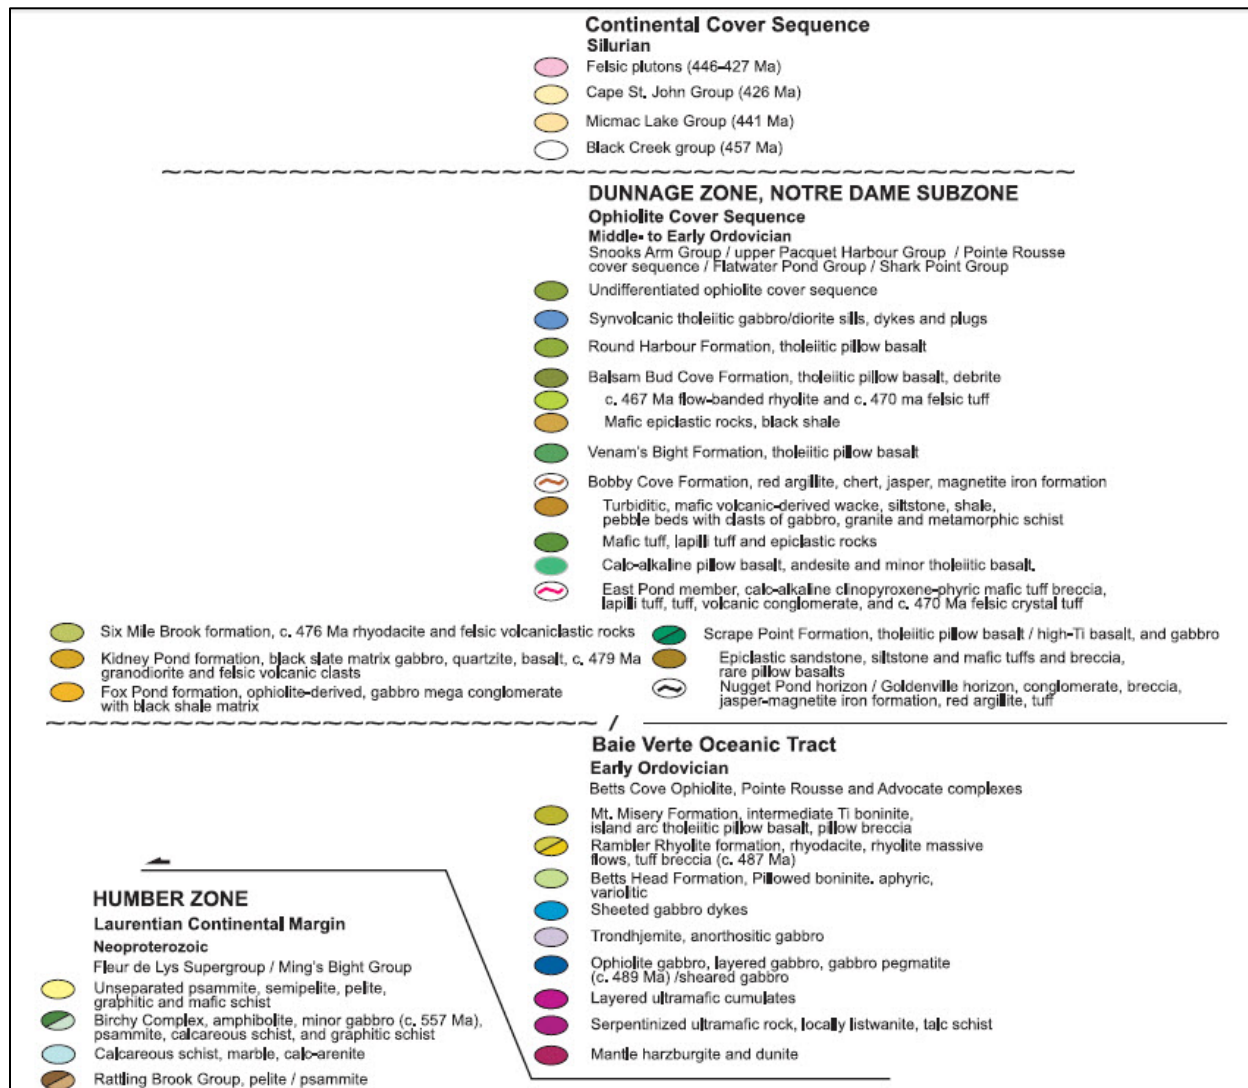 Continental Cover Sequence
Silurian
Felsic plutons (446-427 Ma)
Cape St. John Group (426 Ma)
Micmac Lake Group (441 Ma)
Black Creek group (457 Ma)
DUNNAGE ZONE, NOTRE DAME SUBZONE
Ophiolite Cover Sequence
Middle- to Early Ordovician
Snooks Arm Group / upper Pacquet Harbour Group / Pointe Rousse
cover sequence / Flatwater Pond Group / Shark Point Group
Undifferentiated ophiolite cover sequence
Synvolcanic tholeiitic gabbro/diorite sills, dykes and plugs
Round Harbour Formation, tholeiitic pillow basalt
Balsam Bud Cove Formation, tholeiitic pillow basalt, debrite
c. 467 Ma flow-banded rhyolite and c. 470 ma felsic tuff
Mafic epiclastic rocks, black shale
Venam's Bight Formation, tholeiitic pillow basalt
Bobby Cove Formation, red argillite, chert, jasper, magnetite iron formation
Turbiditic, mafic volcanic-derived wacke, siltstone, shale,
pebble beds with clasts of gabbro, granite and metamorphic schist
Mafic tuff, lapilli tuff and epiclastic rocks
Calc-alkaline pillow basalt, andesite and minor tholeiitic basalt.
East Pond member, calc-alkaline clinopyroxene-phyric mafic tuff breccia,
lapilli tuff, tuff, volcanic conglomerate, and c. 470 Ma felsic crystal tuff
Six Mile Brook formation, c. 476 Ma rhyodacite and felsic volcaniclastic rocks
Kidney Pond formation, black slate matrix gabbro, quartzite, basalt, c. 479 Ma
granodiorite and felsic volcanic clasts
Fox Pond formation, ophiolite-derived, gabbro mega conglomerate
with black shale matrix
Scrape Point Formation, tholeiitic pillow basalt / high-Ti basalt, and gabbro
Epiclastic sandstone, siltstone and mafic tuffs and breccia,
rare pillow basalts
Nugget Pond horizon / Goldenville horizon, conglomerate, breccia,
jasper-magnetite iron formation, red argillite, tuff
/
Baie Verte Oceanic Tract
Early Ordovician
Betts Cove Ophiolite, Pointe Rousse and Advocate complexes
Mt. Misery Formation, intermediate Ti boninite,
island arc tholeiitic pillow basalt, pillow breccia
Rambler Rhyolite formation, rhyodacite, rhyolite massive
flows, tuff breccia (c. 487 Ma)
Betts Head Formation, Pillowed boninite. aphyric,
variolitic
Sheeted gabbro dykes
Trondhjemite, anorthositic gabbro
Ophiolite gabbro, layered gabbro, gabbro pegmatite
(c. 489 Ma) /sheared gabbro
Layered ultramafic cumulates
Serpentinized ultramafic rock, locally listwanite, talc schist
Mantle harzburgite and dunite
HUMBER ZONE
Laurentian Continental Margin
Neoproterozoic
Fleur de Lys Supergroup / Ming's Bight Group
Unseparated psammite, semipelite, pelite,
graphitic and mafic schist
Birchy Complex, amphibolite, minor gabbro (c. 557 Ma),
psammite, calcareous schist, and graphitic schist
Calcareous schist, marble, calc-arenite
Rattling Brook Group, pelite / psammite